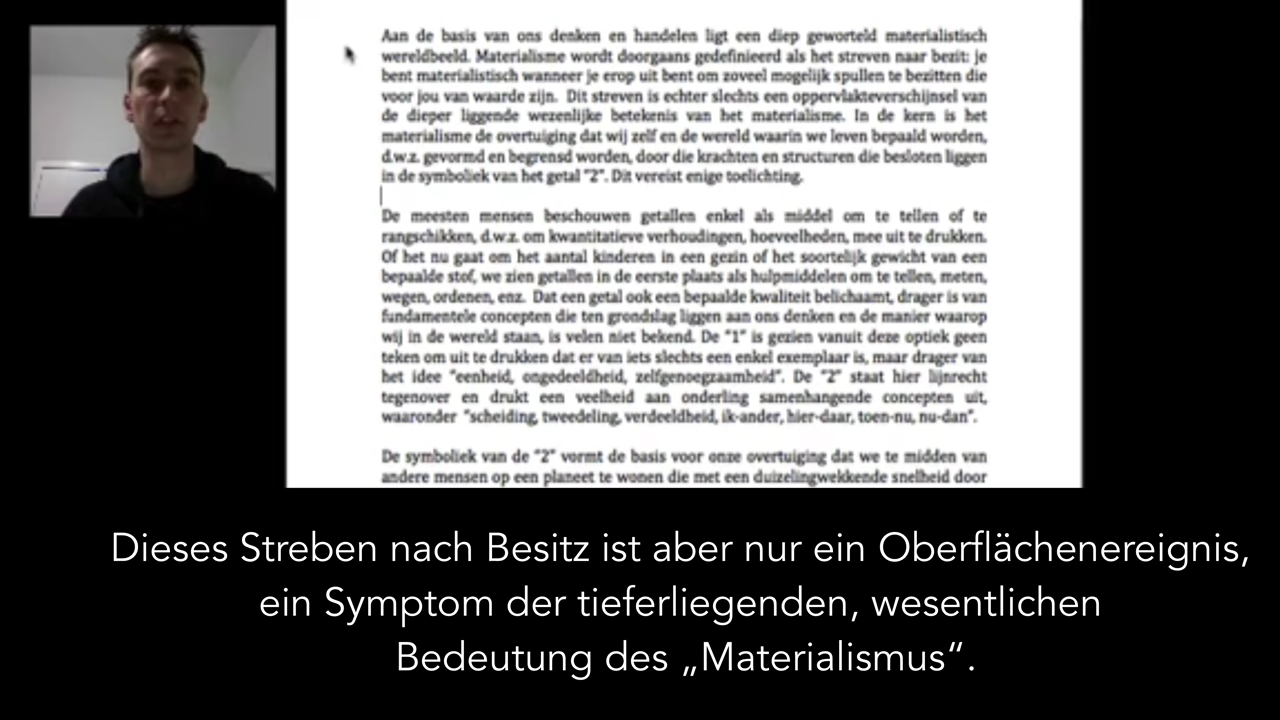 Aan de basis van ons denken en handelen ligt een diep geworteld materialistisch
wereldbeeld. Materialisme wordt doorgaans gedefinieerd als het streven naar bezit: je
bent materialistisch wanneer je erop uit bent om zoveel mogelijk spullen te bezitten die
voor jou van waarde zijn. Dit streven is echter slechts een oppervlakteverschijnsel van
de dieper liggende wezenlijke betekenis van het materialisme. In de kern is het
materialisme de overtuiging dat wij zelf en de wereld waarin we leven bepaald worden,
d.w.z. gevormd en begrensd worden, door die krachten en structuren die besloten liggen
in de symboliek van het getal "2". Dit vereist enige toelichting.
De meesten mensen beschouwen getallen enkel als middel om te tellen of te
rangschikken, d.w.z. om kwantitatieve verhoudingen, hoeveelheden, mee uit te drukken.
Of het nu gaat om het aantal kinderen in een gezin of het soortelijk gewicht van een
bepaalde stof, we zien getallen in de eerste plaats als hulpmiddelen om te tellen, meten,
wegen, ordenen, enz. Dat een getal ook een bepaalde kwaliteit belichaamt, drager is van
fundamentele concepten die ten grondslag liggen aan ons denken en de manier waarop
wij in de wereld staan, is velen niet bekend. De "1" is gezien vanuit deze optiek geen
teken om uit te drukken dat er van iets slechts een enkel exemplaar is, maar drager van
het idee "eenheid, ongedeeldheid, zelfgenoegzaamheid". De "2" staat hier lijnrecht
tegenover en drukt een veelheid aan onderling samenhangende concepten uit,
waaronder "scheiding, tweedeling, verdeeldheid, ik-ander, hier-daar, toen-nu, nu-dan".
De symboliek van de "2" vormt de basis voor onze overtuiging dat we te midden van
andere mensen op een planeet te wonen die met een duizelingwekkende snelheid door
Dieses Streben nach Besitz ist aber nur ein Oberflächenereignis,
ein Symptom der tieferliegenden, wesentlichen
Bedeutung des „Materialismus“.